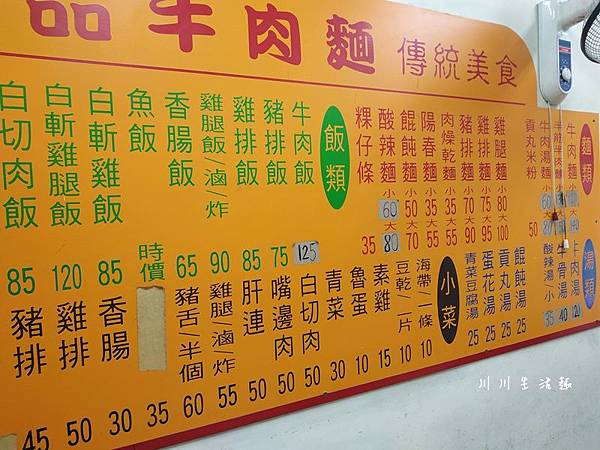 品牛肉麵
傳統美食
麵類
牛肉麵 小 大
牛肉湯麵 小60大
貢丸米粉 50
雞腿麵 小80大100
雞排麵 小75大95
豬排麵 小70大90
肉燥乾麵 小35大55
陽春麵 小35大55
餛飩麵 小50大70
酸辣麵 小60大80
粿仔條 35
飯類
牛肉飯 125
豬排飯 75
雞排飯 85
雞腿飯/滷/炸 90
香腸飯 65
魚飯 時價
白斬雞飯 85
白斬雞腿飯 120
白切肉飯 85
湯類
牛肉湯 120
牛骨湯 40
酸辣湯/小 35
餛飩湯 25
貢丸湯 25
蛋花湯 25
青菜豆腐湯 25
小菜
海帶/一條 10
豆乾/一片 10
素雞 15
魯蛋 10
青菜 30
白切肉 50
嘴邊肉 50
肝連 50
雞腿/滷/炸 55
豬舌/半個 60
35
香腸 30
雞排 50
豬排 45
川川生活趣